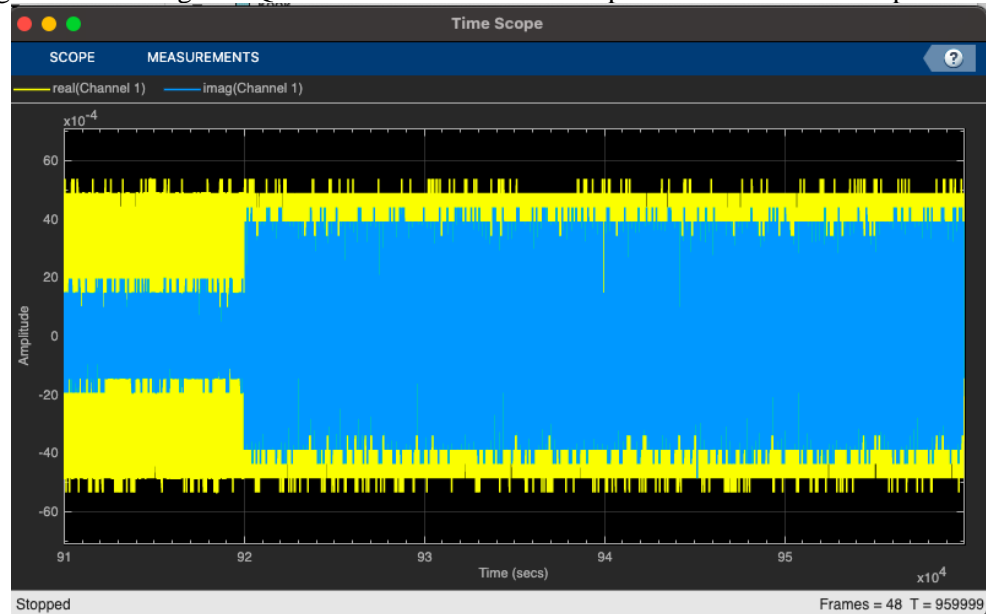 Time Scope
SCOPE MEASUREMENTS ?
real(Channel 1) imag(Channel 1)
x10^-4
60
40
20
0
-20
-40
-60
Amplitude
91 92 93 94 95
Time (secs)
x10^4
Stopped Frames = 48 T = 959999